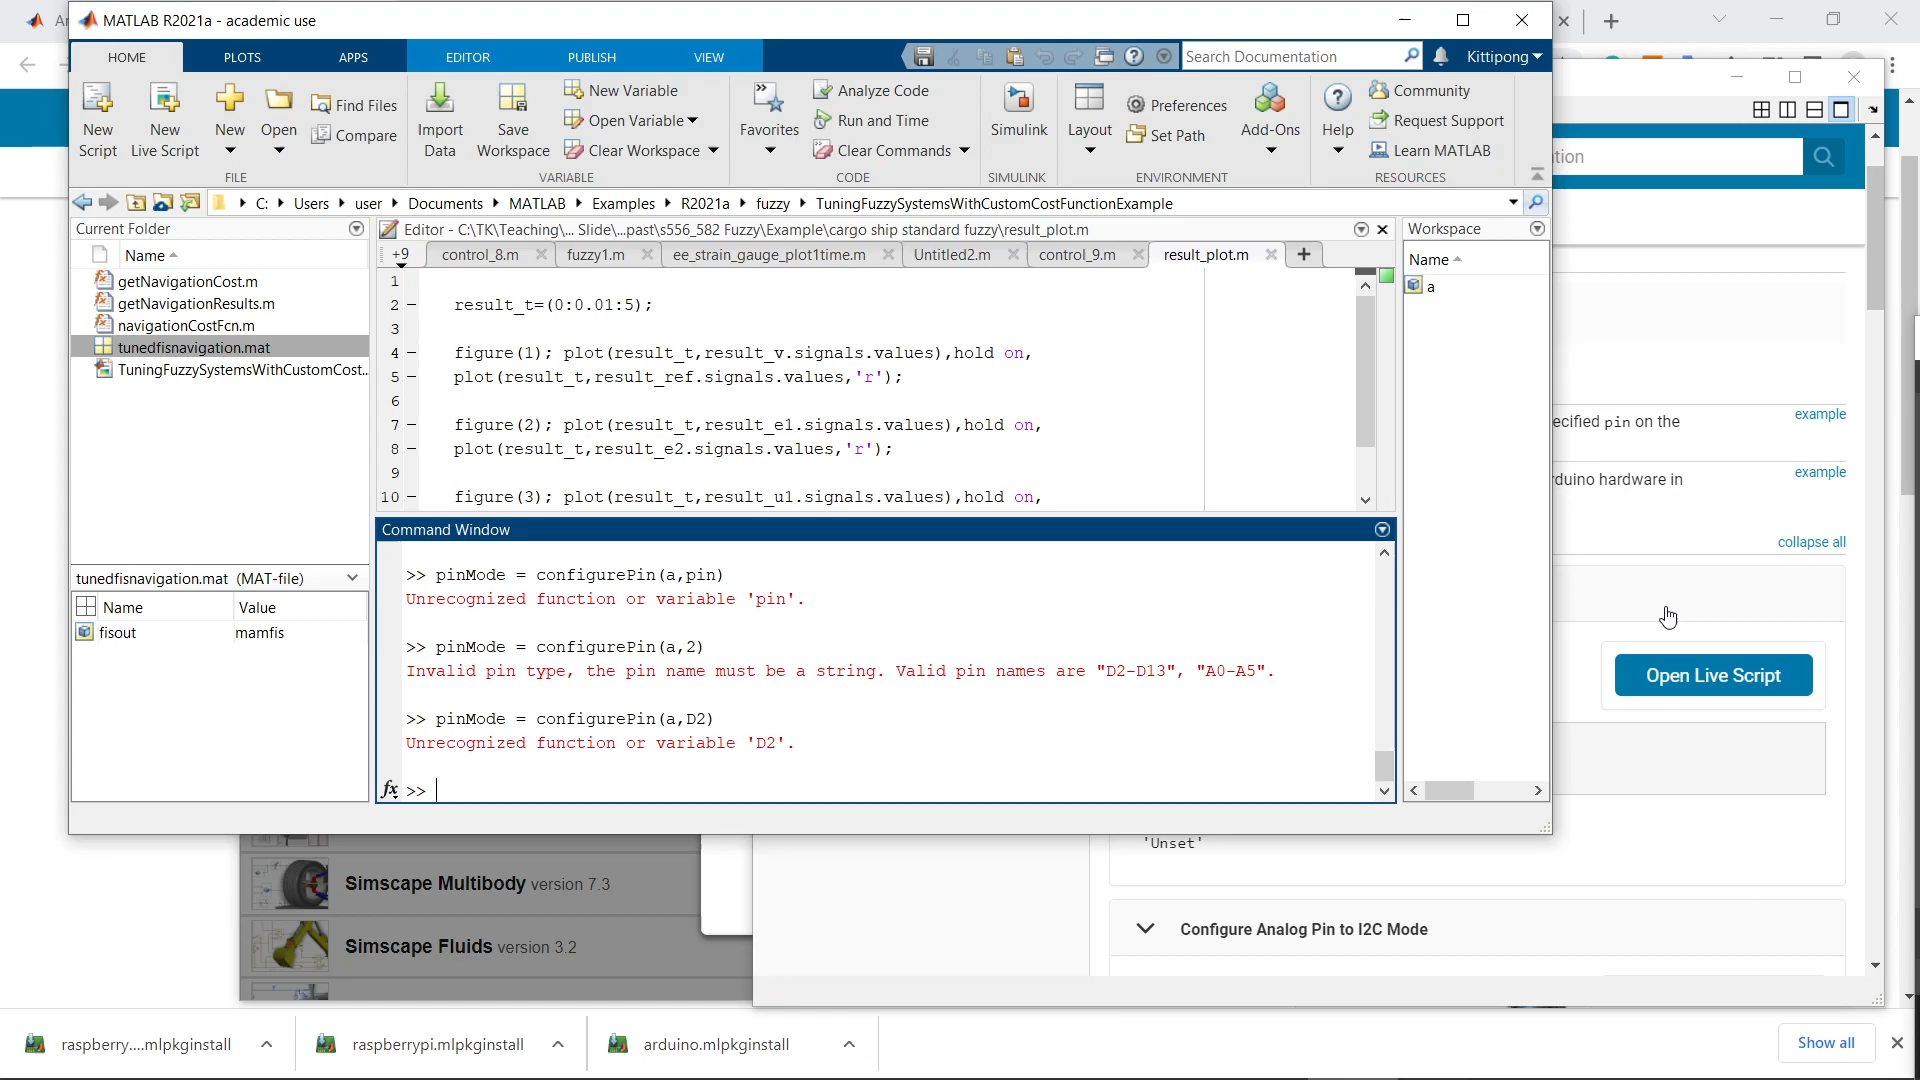 MATLAB R2021a - academic use
HOME PLOTS APPS EDITOR PUBLISH VIEW
Search Documentation Kittipong
New Script
New Live Script
New
Open
Find Files
Compare
FILE
Import Data
Save Workspace
New Variable
Open Variable
Clear Workspace
VARIABLE
Favorites
Analyze Code
Run and Time
Clear Commands
CODE
Simulink
SIMULINK
Layout
Preferences
Set Path
Add-Ons
ENVIRONMENT
Help
Community
Request Support
Learn MATLAB
RESOURCES
C: Users user Documents MATLAB Examples R2021a fuzzy TuningFuzzySystemsWithCustomCostFunctionExample
Current Folder
Name
getNavigationCost.m
getNavigationResults.m
navigationCostFcn.m
tunedfisnavigation.mat
TuningFuzzySystemsWithCustomCost...
tunedfisnavigation.mat (MAT-file)
Name Value
fisout mamfis
Editor - C:\TK\Teaching\... Slide\...past\s556_582 Fuzzy\Example\cargo ship standard fuzzy\result_plot.m
+9 control_8.m fuzzy1.m ee_strain_gauge_plot1time.m Untitled2.m control_9.m result_plot.m
1
2 – result_t=(0:0.01:5);
3
4 – figure(1); plot(result_t,result_v.signals.values),hold on,
5 – plot(result_t,result_ref.signals.values,'r');
6
7 – figure(2); plot(result_t,result_e1.signals.values),hold on,
8 – plot(result_t,result_e2.signals.values,'r');
9
10 – figure(3); plot(result_t,result_u1.signals.values),hold on,
Command Window
>> pinMode = configurePin(a,pin)
Unrecognized function or variable 'pin'.
>> pinMode = configurePin(a,2)
Invalid pin type, the pin name must be a string. Valid pin names are "D2-D13", "A0-A5".
>> pinMode = configurePin(a,D2)
Unrecognized function or variable 'D2'.
fx >>
Workspace
Name
a
tion
ecified pin on the
example
rduino hardware in
example
collapse all
Open Live Script
'Unset'
Configure Analog Pin to I2C Mode
Simscape Multibody version 7.3
Simscape Fluids version 3.2
raspberry....mlpkginstall
raspberrypi.mlpkginstall
arduino.mlpkginstall
Show all